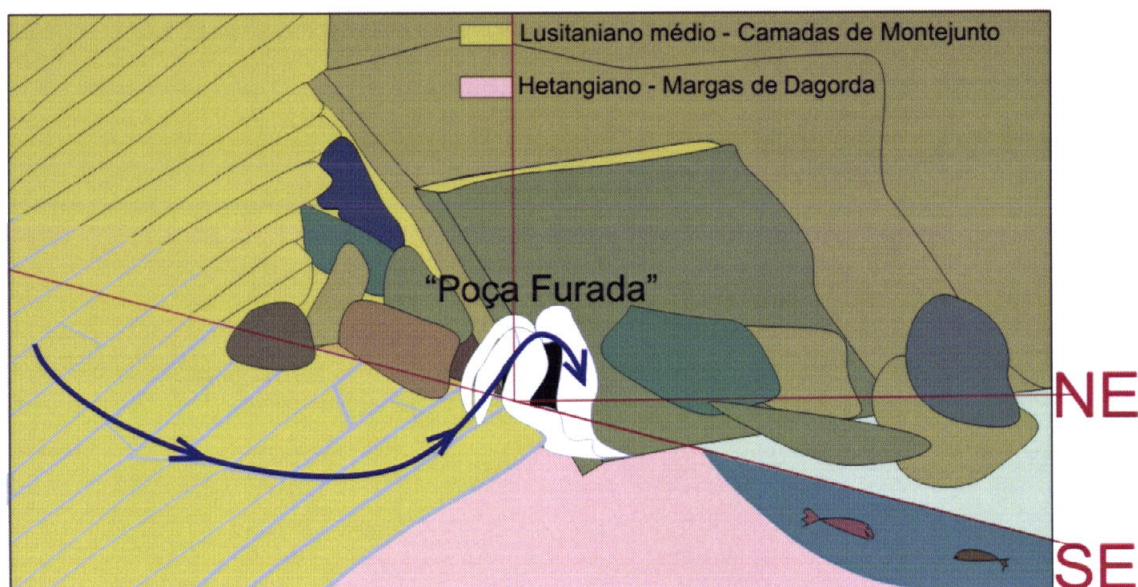 Lusitaniano médio - Camadas de Montejunto
Hetangiano - Margas de Dagorda
“Poça Furada”
NE
SE